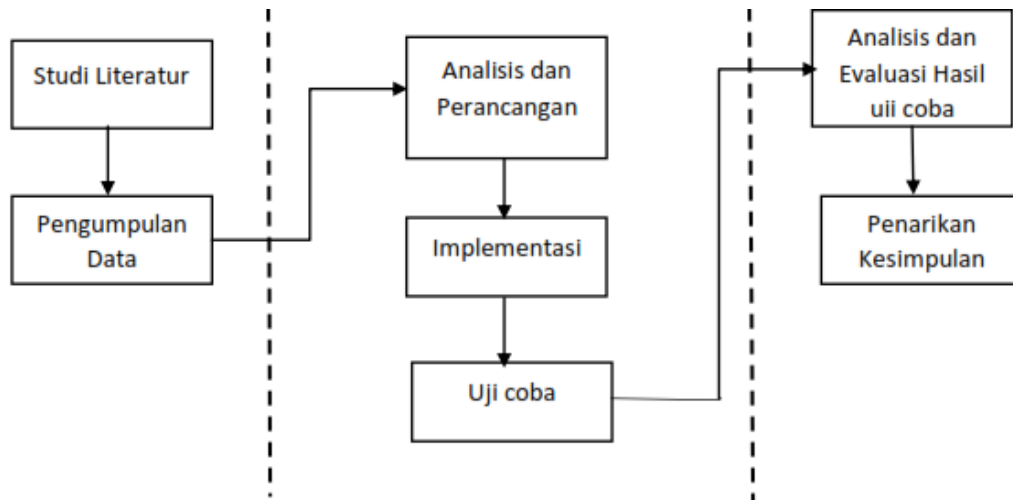 Studi Literatur
Pengumpulan
Data
Analisis dan
Perancangan
Implementasi
Uji coba
Analisis dan
Evaluasi Hasil
uii coba
Penarikan
Kesimpulan